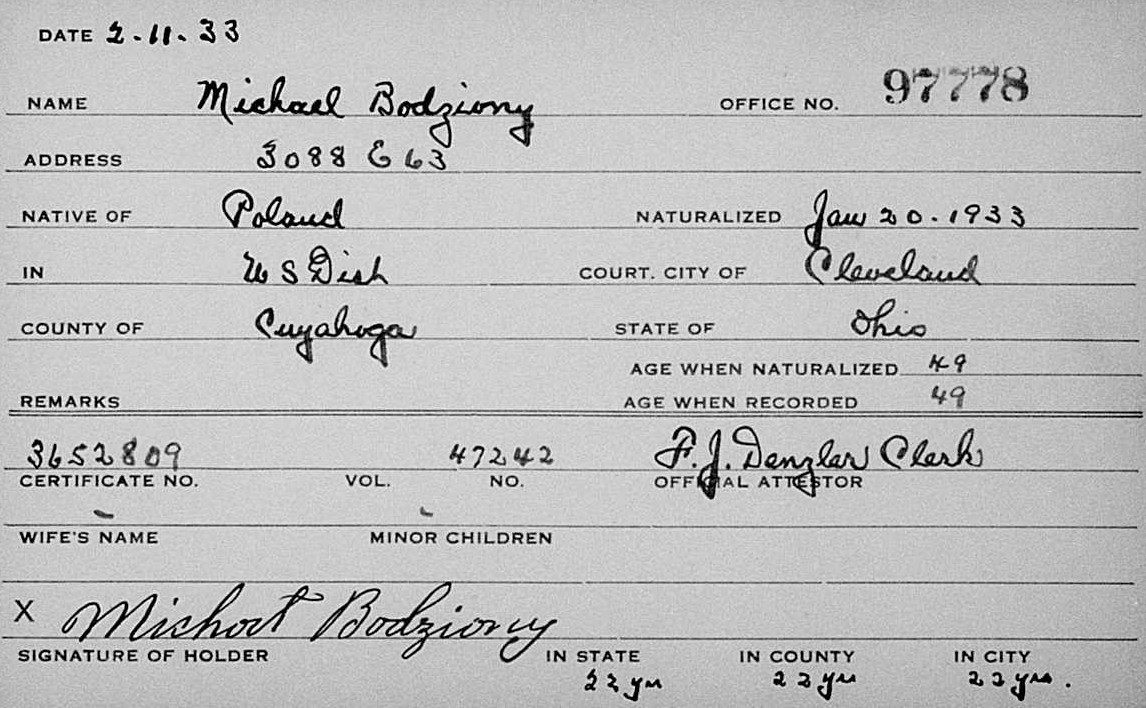 DATE 2-11-33
NAME Michael Bodziony OFFICE NO. 97778
ADDRESS 3088 E 63
NATIVE OF Poland NATURALIZED Jan 20-1933
IN U S Dist COURT. CITY OF Cleveland
COUNTY OF Cuyahoga STATE OF Ohio
AGE WHEN NATURALIZED 49
REMARKS AGE WHEN RECORDED 49
3652809 47242 F. J. Denzler Clerk
CERTIFICATE NO. VOL. NO. OFFICIAL ATTESTOR
- -
WIFE'S NAME MINOR CHILDREN
X Michał Bodziony
SIGNATURE OF HOLDER IN STATE IN COUNTY IN CITY
22 yrs 22 yrs 22 yrs.